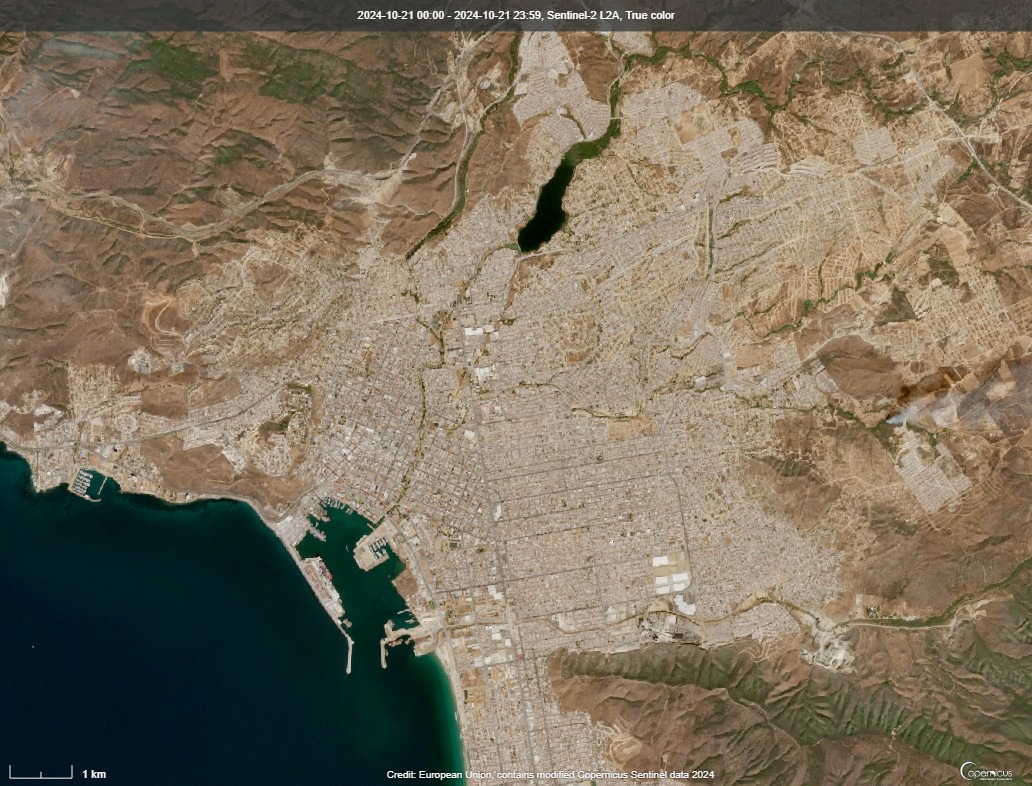 2024-10-21 00:00 - 2024-10-21 23:59, Sentinel-2 L2A, True color
1 km
Credit: European Union, contains modified Copernicus Sentinel data 2024
opernicus